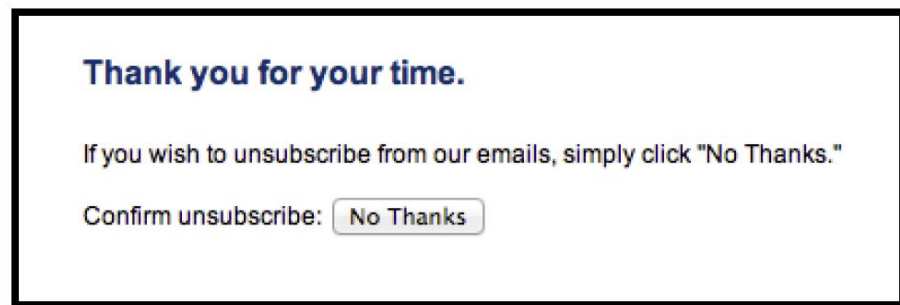 Thank you for your time.
If you wish to unsubscribe from our emails, simply click "No Thanks."
Confirm unsubscribe: No Thanks